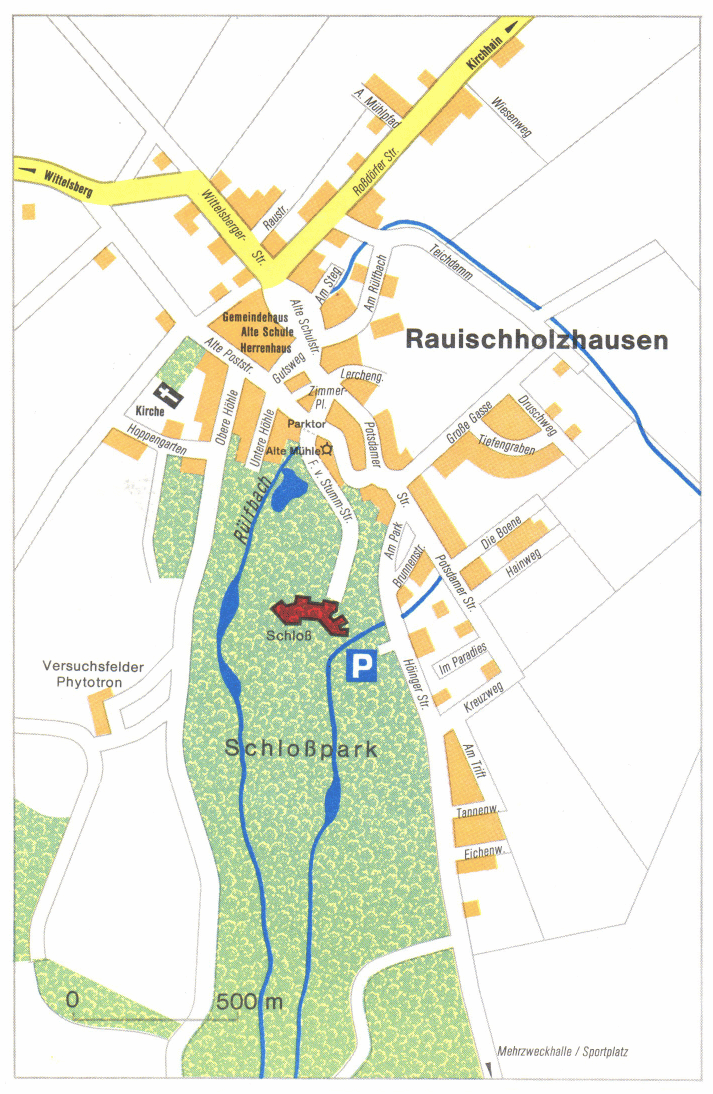 Kirchhain
A. Mühlpfad
Wiesenweg
Roßdörfer Str.
Wittelsberg
Wittelsberger-
Str.
Raustr.
Teichdamm
Am Steg
Am Rülfbach
Gemeindehaus
Alte Schule
Herrenhaus
Alte Schulstr.
Rauischholzhausen
Alte Poststr.
Gutsweg
Lercheng.
Zimmer-
Pl.
Kirche
Hoppengarten
Obere Höhle
Untere Höhle
Parktor
Alte Mühle
Potsdamer
Str.
Große Gasse
Druschweg
Tiefengraben
F. v. Stumm-Str.
Rülfbach
Am Park
Brunnenstr.
Die Boene
Hainweg
Potsdamer Str.
Schloß
P
Im Paradies
Höinger Str.
Kreuzweg
Versuchsfelder
Phytotron
Schloßpark
Am Trift
Tannenw.
Eichenw.
0 500 m
Mehrzweckhalle / Sportplatz